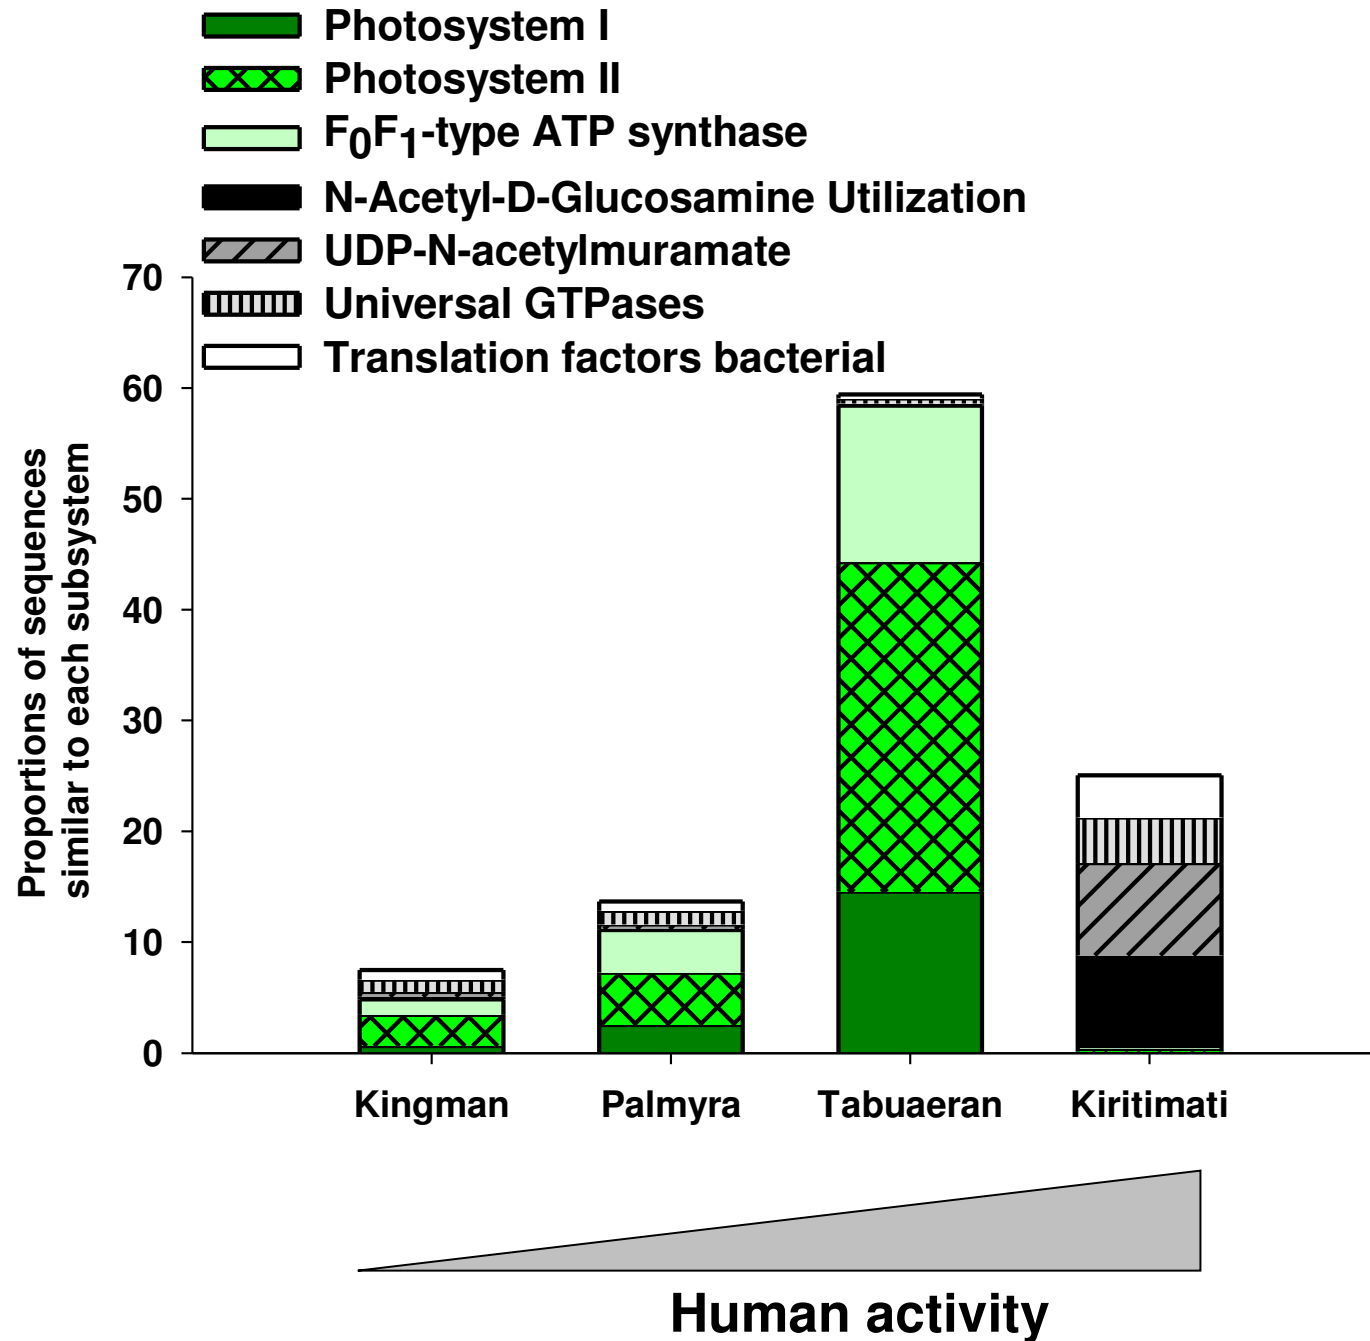 Photosystem I
Photosystem II
F0F1-type ATP synthase
N-Acetyl-D-Glucosamine Utilization
UDP-N-acetylmuramate
Universal GTPases
Translation factors bacterial
70
60
50
40
30
20
10
0
Proportions of sequences
similar to each subsystem
Kingman
Palmyra
Tabuaeran
Kiritimati
Human activity